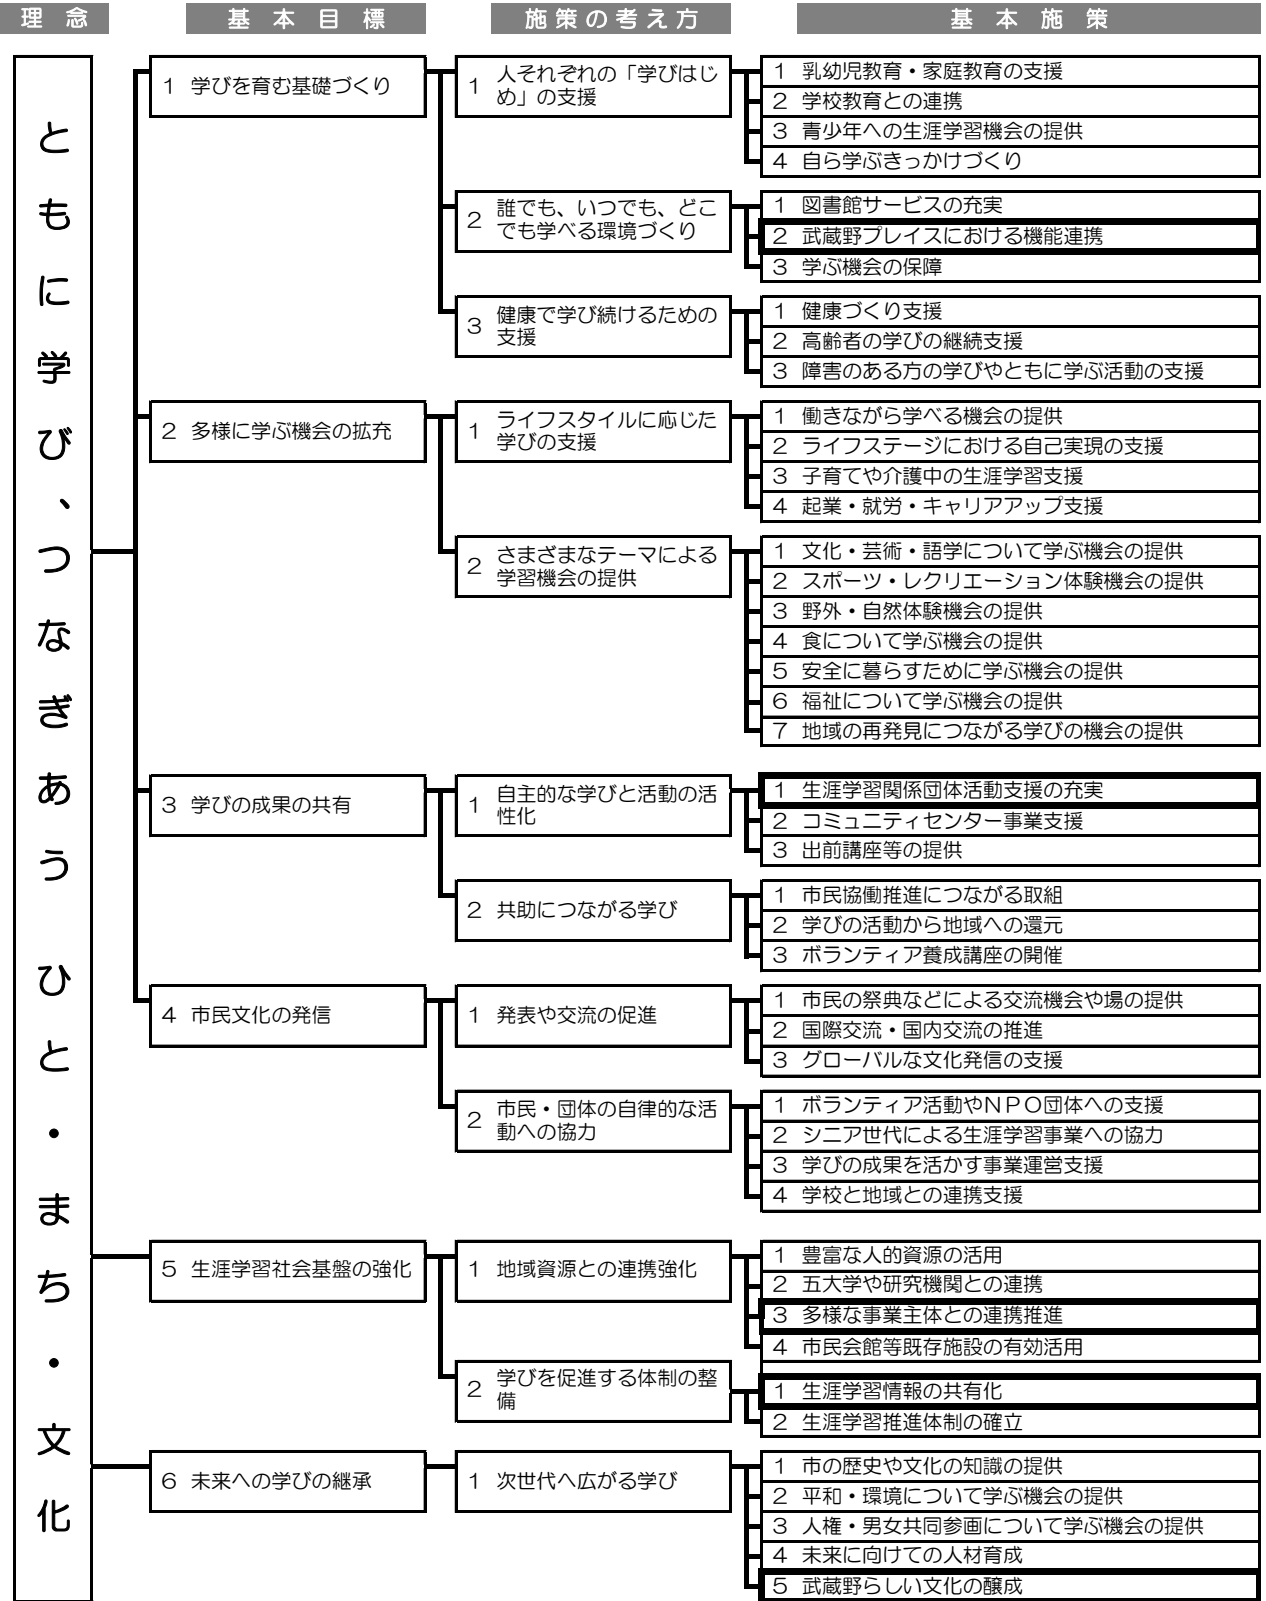 理念
基本目標
施策の考え方
基本施策
ともに学び、つなぎあう ひと・まち・文化
1 学びを育む基礎づくり
1 人それぞれの「学びはじ
め」の支援
1 乳幼児教育・家庭教育の支援
2 学校教育との連携
3 青少年への生涯学習機会の提供
4 自ら学ぶきっかけづくり
2 誰でも、いつでも、どこ
でも学べる環境づくり
1 図書館サービスの充実
2 武蔵野プレイスにおける機能連携
3 学ぶ機会の保障
3 健康で学び続けるための
支援
1 健康づくり支援
2 高齢者の学びの継続支援
3 障害のある方の学びやともに学ぶ活動の支援
2 多様に学ぶ機会の拡充
1 ライフスタイルに応じた
学びの支援
1 働きながら学べる機会の提供
2 ライフステージにおける自己実現の支援
3 子育てや介護中の生涯学習支援
4 起業・就労・キャリアアップ支援
2 さまざまなテーマによる
学習機会の提供
1 文化・芸術・語学について学ぶ機会の提供
2 スポーツ・レクリエーション体験機会の提供
3 野外・自然体験機会の提供
4 食について学ぶ機会の提供
5 安全に暮らすために学ぶ機会の提供
6 福祉について学ぶ機会の提供
7 地域の再発見につながる学びの機会の提供
3 学びの成果の共有
1 自主的な学びと活動の活
性化
1 生涯学習関係団体活動支援の充実
2 コミュニティセンター事業支援
3 出前講座等の提供
2 共助につながる学び
1 市民協働推進につながる取組
2 学びの活動から地域への還元
3 ボランティア養成講座の開催
4 市民文化の発信
1 発表や交流の促進
1 市民の祭典などによる交流機会や場の提供
2 国際交流・国内交流の推進
3 グローバルな文化発信の支援
2 市民・団体の自律的な活
動への協力
1 ボランティア活動やNPO団体への支援
2 シニア世代による生涯学習事業への協力
3 学びの成果を活かす事業運営支援
4 学校と地域との連携支援
5 生涯学習社会基盤の強化
1 地域資源との連携強化
1 豊富な人的資源の活用
2 五大学や研究機関との連携
3 多様な事業主体との連携推進
4 市民会館等既存施設の有効活用
2 学びを促進する体制の整
備
1 生涯学習情報の共有化
2 生涯学習推進体制の確立
6 未来への学びの継承
1 次世代へ広がる学び
1 市の歴史や文化の知識の提供
2 平和・環境について学ぶ機会の提供
3 人権・男女共同参画について学ぶ機会の提供
4 未来に向けての人材育成
5 武蔵野らしい文化の醸成